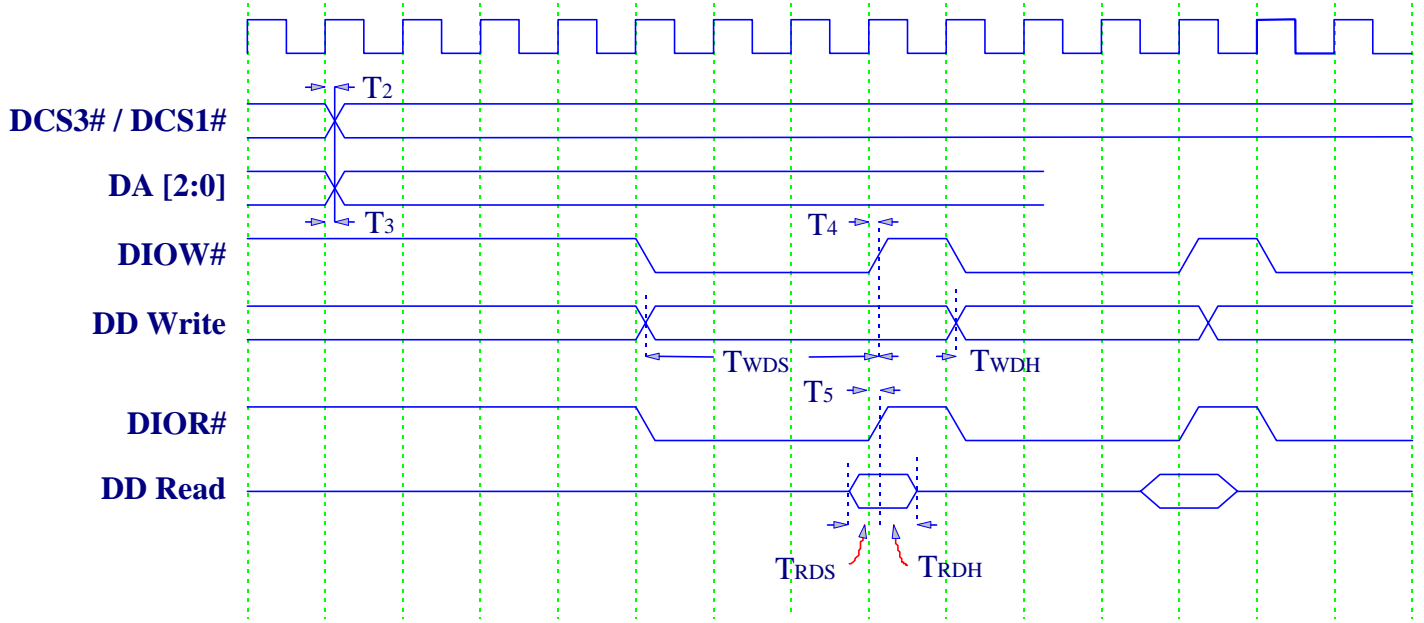 T2
DCS3# / DCS1#
DA [2:0]
T3
T4
DIOW#
DD Write
TWDS
TWDH
T5
DIOR#
DD Read
TRDS
TRDH